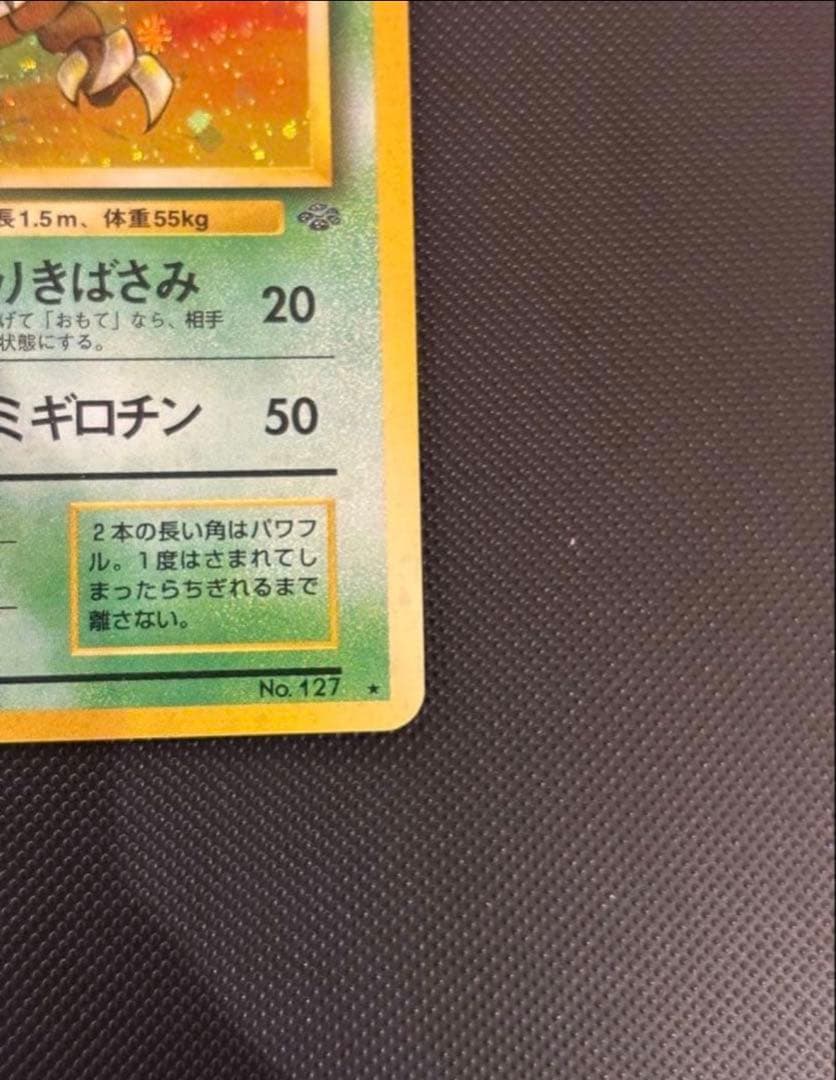 長1.5m、体重55kg
りきばさみ 20
げて「おもて」なら、相手
状態にする。
ミギロチン 50
2本の長い角はパワフ
ル。1度はさまれてし
まったらちぎれるまで
離さない。
No. 127 ★